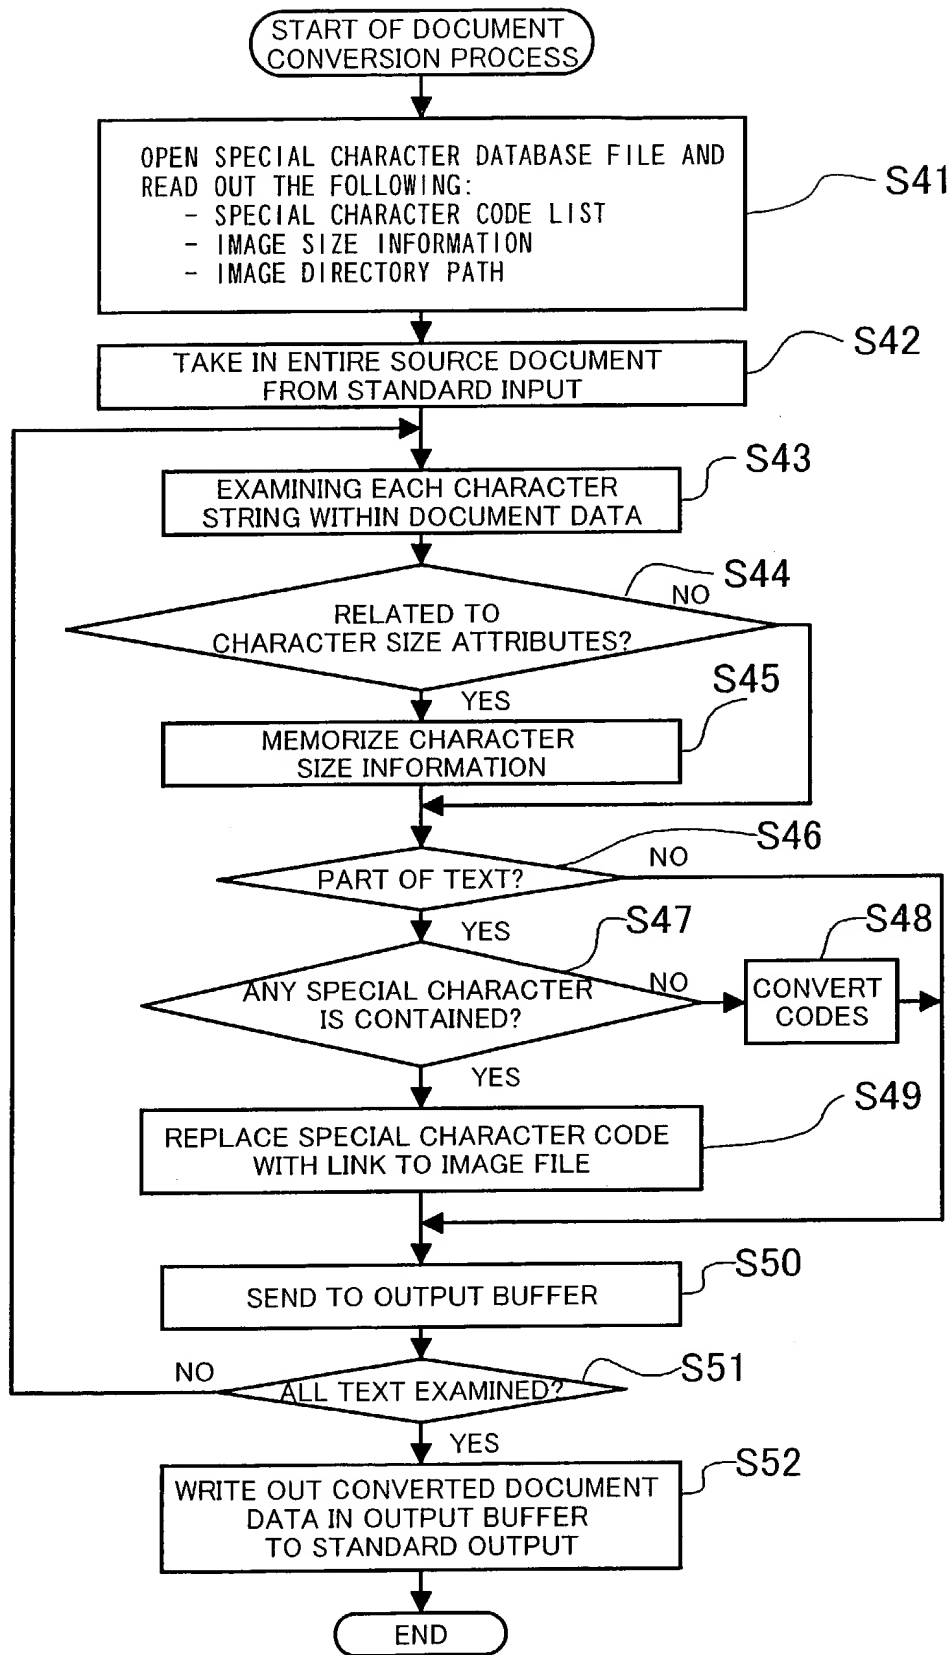 START OF DOCUMENT
CONVERSION PROCESS
OPEN SPECIAL CHARACTER DATABASE FILE AND
READ OUT THE FOLLOWING:
- SPECIAL CHARACTER CODE LIST
- IMAGE SIZE INFORMATION
- IMAGE DIRECTORY PATH
S41
TAKE IN ENTIRE SOURCE DOCUMENT
FROM STANDARD INPUT
S42
EXAMINING EACH CHARACTER
STRING WITHIN DOCUMENT DATA
S43
RELATED TO
CHARACTER SIZE ATTRIBUTES?
S44
NO
YES
S45
MEMORIZE CHARACTER
SIZE INFORMATION
PART OF TEXT?
S46
NO
YES
S47
ANY SPECIAL CHARACTER
IS CONTAINED?
NO
S48
CONVERT
CODES
YES
S49
REPLACE SPECIAL CHARACTER CODE
WITH LINK TO IMAGE FILE
S50
SEND TO OUTPUT BUFFER
NO
ALL TEXT EXAMINED?
S51
YES
S52
WRITE OUT CONVERTED DOCUMENT
DATA IN OUTPUT BUFFER
TO STANDARD OUTPUT
END